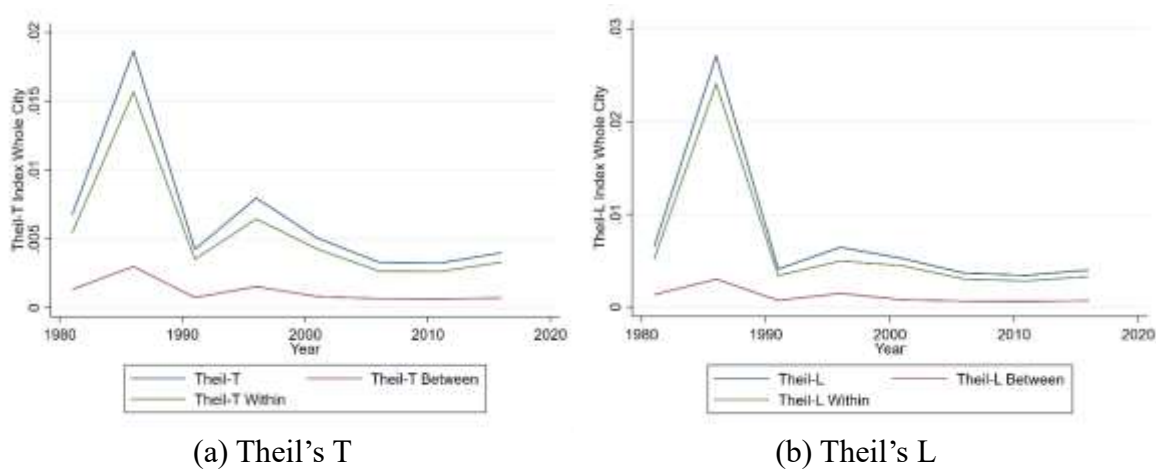 Theil-T Index Whole City
.02
.015
.01
.005
0
1980 1990 2000 2010 2020
Year
Theil-T Theil-T Between
Theil-T Within
(a) Theil’s T
Theil-L Index Whole City
.03
.02
.01
0
1980 1990 2000 2010 2020
Year
Theil-L Theil-L Between
Theil-L Within
(b) Theil’s L